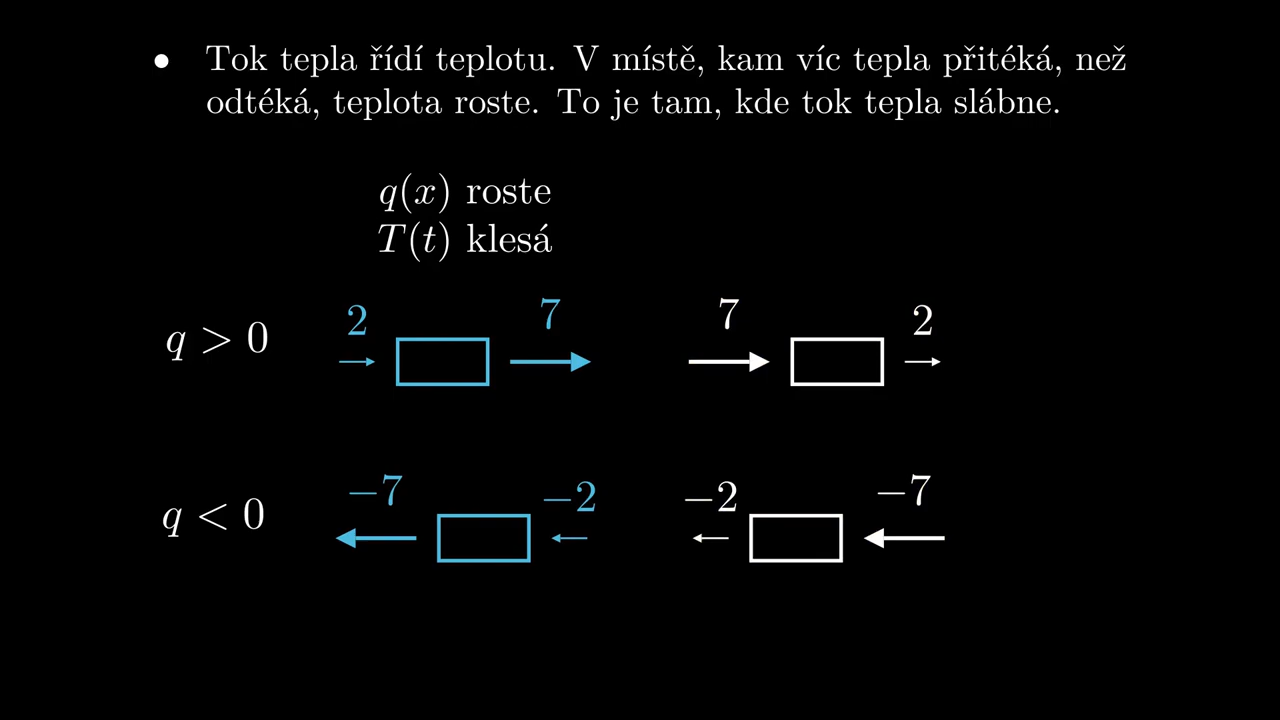 • Tok tepla řídí teplotu. V místě, kam víc tepla přitéká, než
odtéká, teplota roste. To je tam, kde tok tepla slábne.
q(x) roste
T(t) klesá
q > 0 2 7 7 2
q < 0 −7 −2 −2 −7